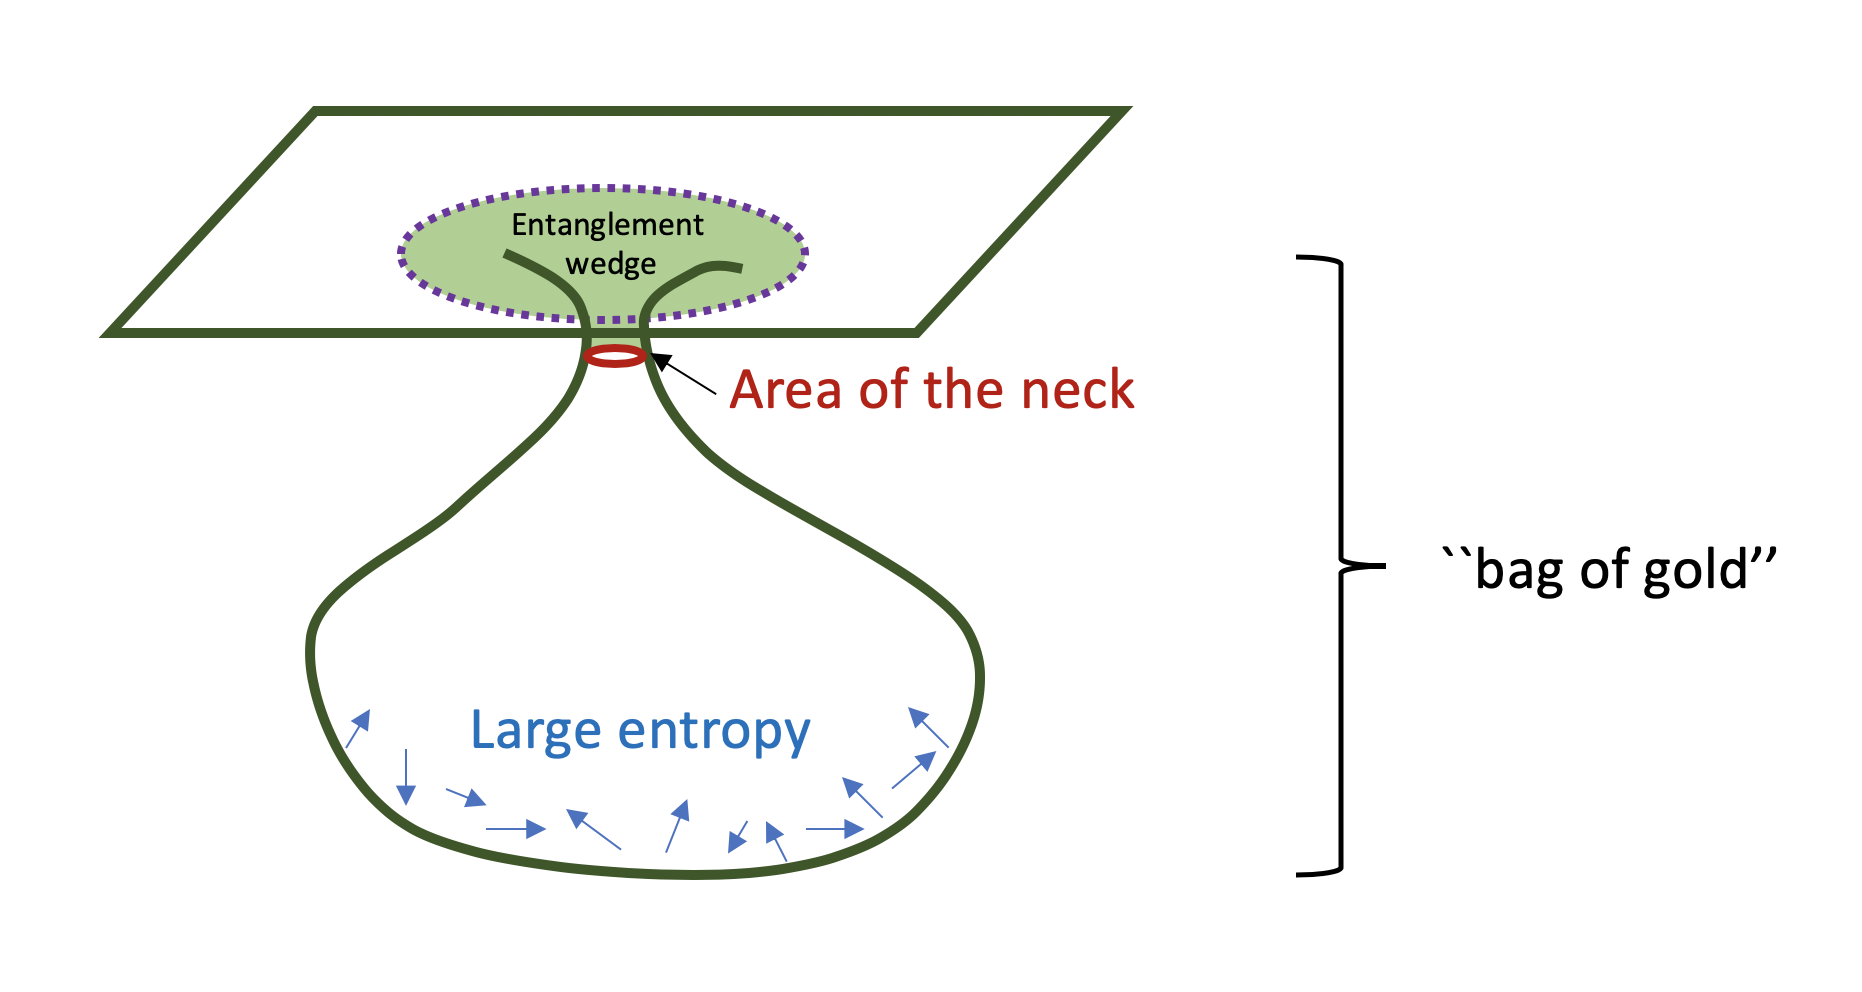 Entanglement
wedge
Area of the neck
``bag of gold’’
Large entropy